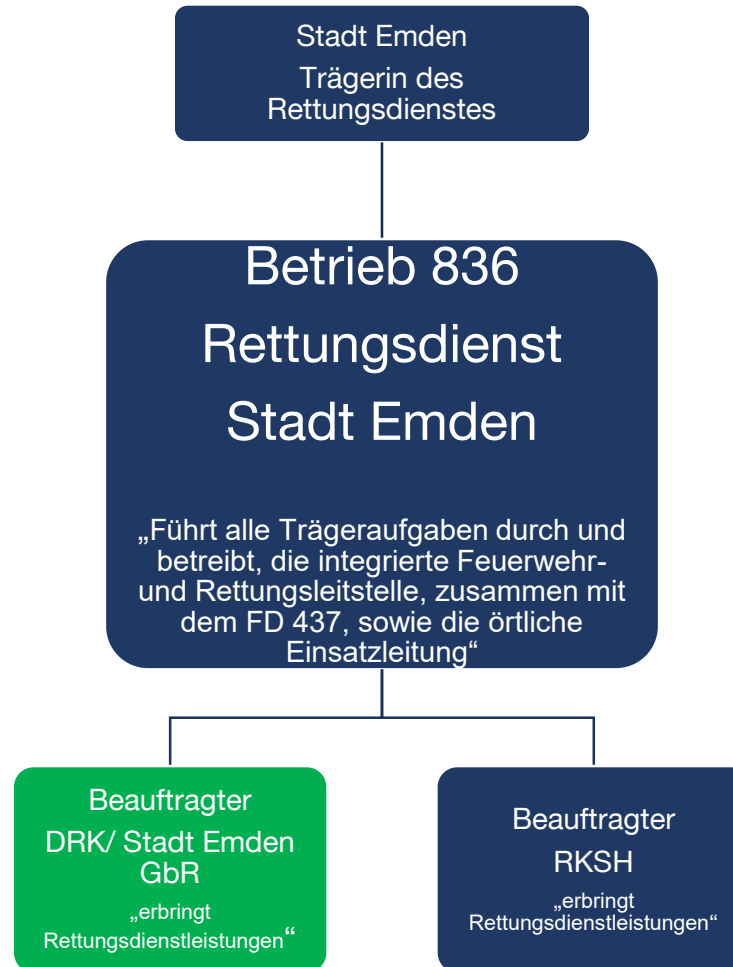 Stadt Emden
Trägerin des
Rettungsdienstes
Betrieb 836
Rettungsdienst
Stadt Emden
„Führt alle Trägeraufgaben durch und
betreibt, die integrierte Feuerwehr-
und Rettungsleitstelle, zusammen mit
dem FD 437, sowie die örtliche
Einsatzleitung“
Beauftragter
DRK/ Stadt Emden
GbR
„erbringt
Rettungsdienstleistungen“
Beauftragter
RKSH
„erbringt
Rettungsdienstleistungen“